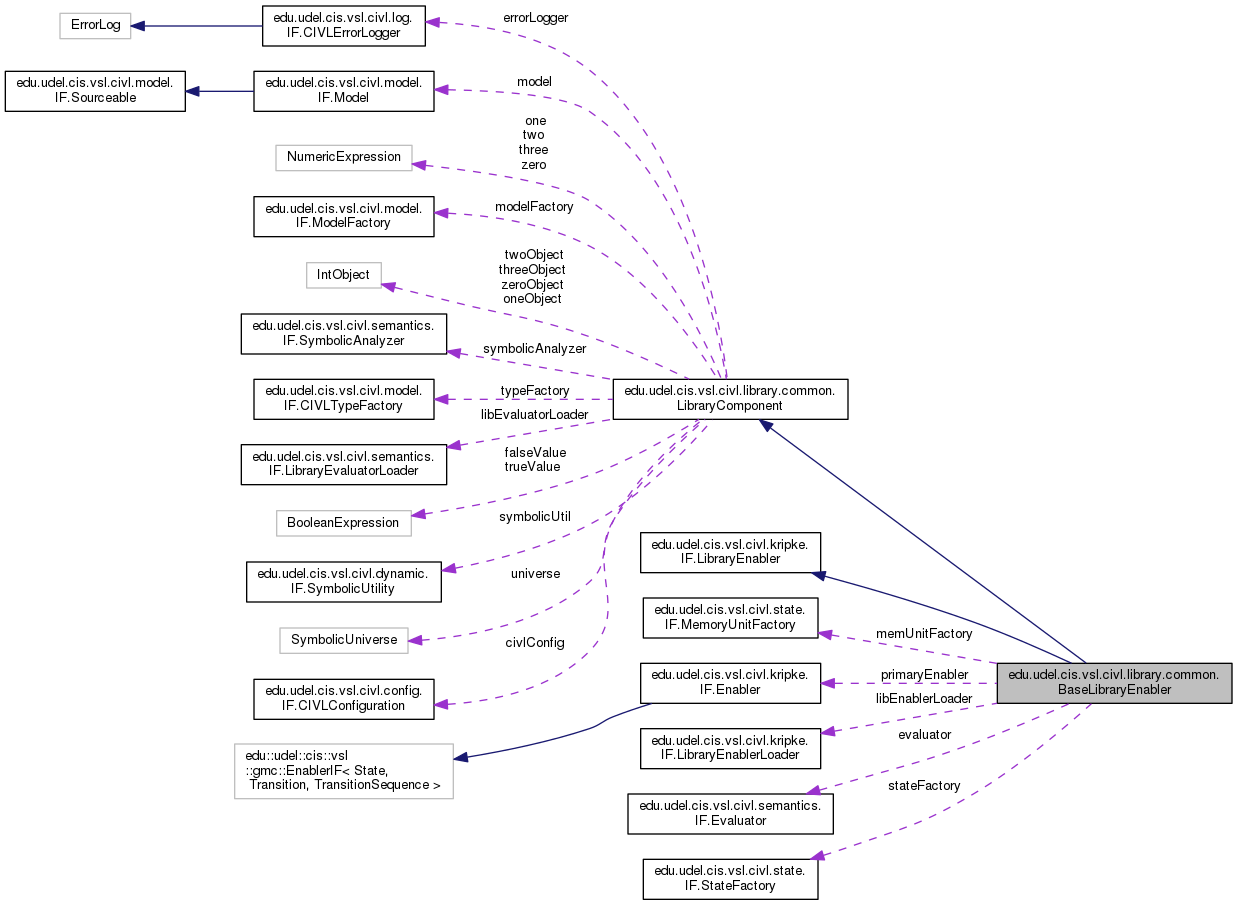 ErrorLog
edu.udel.cis.vsl.civl.log.
IF.CIVLErrorLogger
errorLogger
edu.udel.cis.vsl.civl.model.
IF.Sourceable
edu.udel.cis.vsl.civl.model.
IF.Model
model
NumericExpression
one
two
three
zero
edu.udel.cis.vsl.civl.model.
IF.ModelFactory
modelFactory
IntObject
twoObject
threeObject
zeroObject
oneObject
edu.udel.cis.vsl.civl.semantics.
IF.SymbolicAnalyzer
symbolicAnalyzer
edu.udel.cis.vsl.civl.model.
IF.CIVLTypeFactory
typeFactory
edu.udel.cis.vsl.civl.library.common.
LibraryComponent
edu.udel.cis.vsl.civl.semantics.
IF.LibraryEvaluatorLoader
libEvaluatorLoader
BooleanExpression
falseValue
trueValue
edu.udel.cis.vsl.civl.dynamic.
IF.SymbolicUtility
symbolicUtil
SymbolicUniverse
universe
edu.udel.cis.vsl.civl.config.
IF.CIVLConfiguration
civlConfig
edu.udel.cis.vsl.civl.kripke.
IF.LibraryEnabler
edu.udel.cis.vsl.civl.state.
IF.MemoryUnitFactory
memUnitFactory
edu.udel.cis.vsl.civl.kripke.
IF.Enabler
primaryEnabler
edu.udel.cis.vsl.civl.library.common.
BaseLibraryEnabler
edu::udel::cis::vsl
::gmc::EnablerIF< State,
Transition, TransitionSequence >
edu.udel.cis.vsl.civl.kripke.
IF.LibraryEnablerLoader
libEnablerLoader
edu.udel.cis.vsl.civl.semantics.
IF.Evaluator
evaluator
edu.udel.cis.vsl.civl.state.
IF.StateFactory
stateFactory